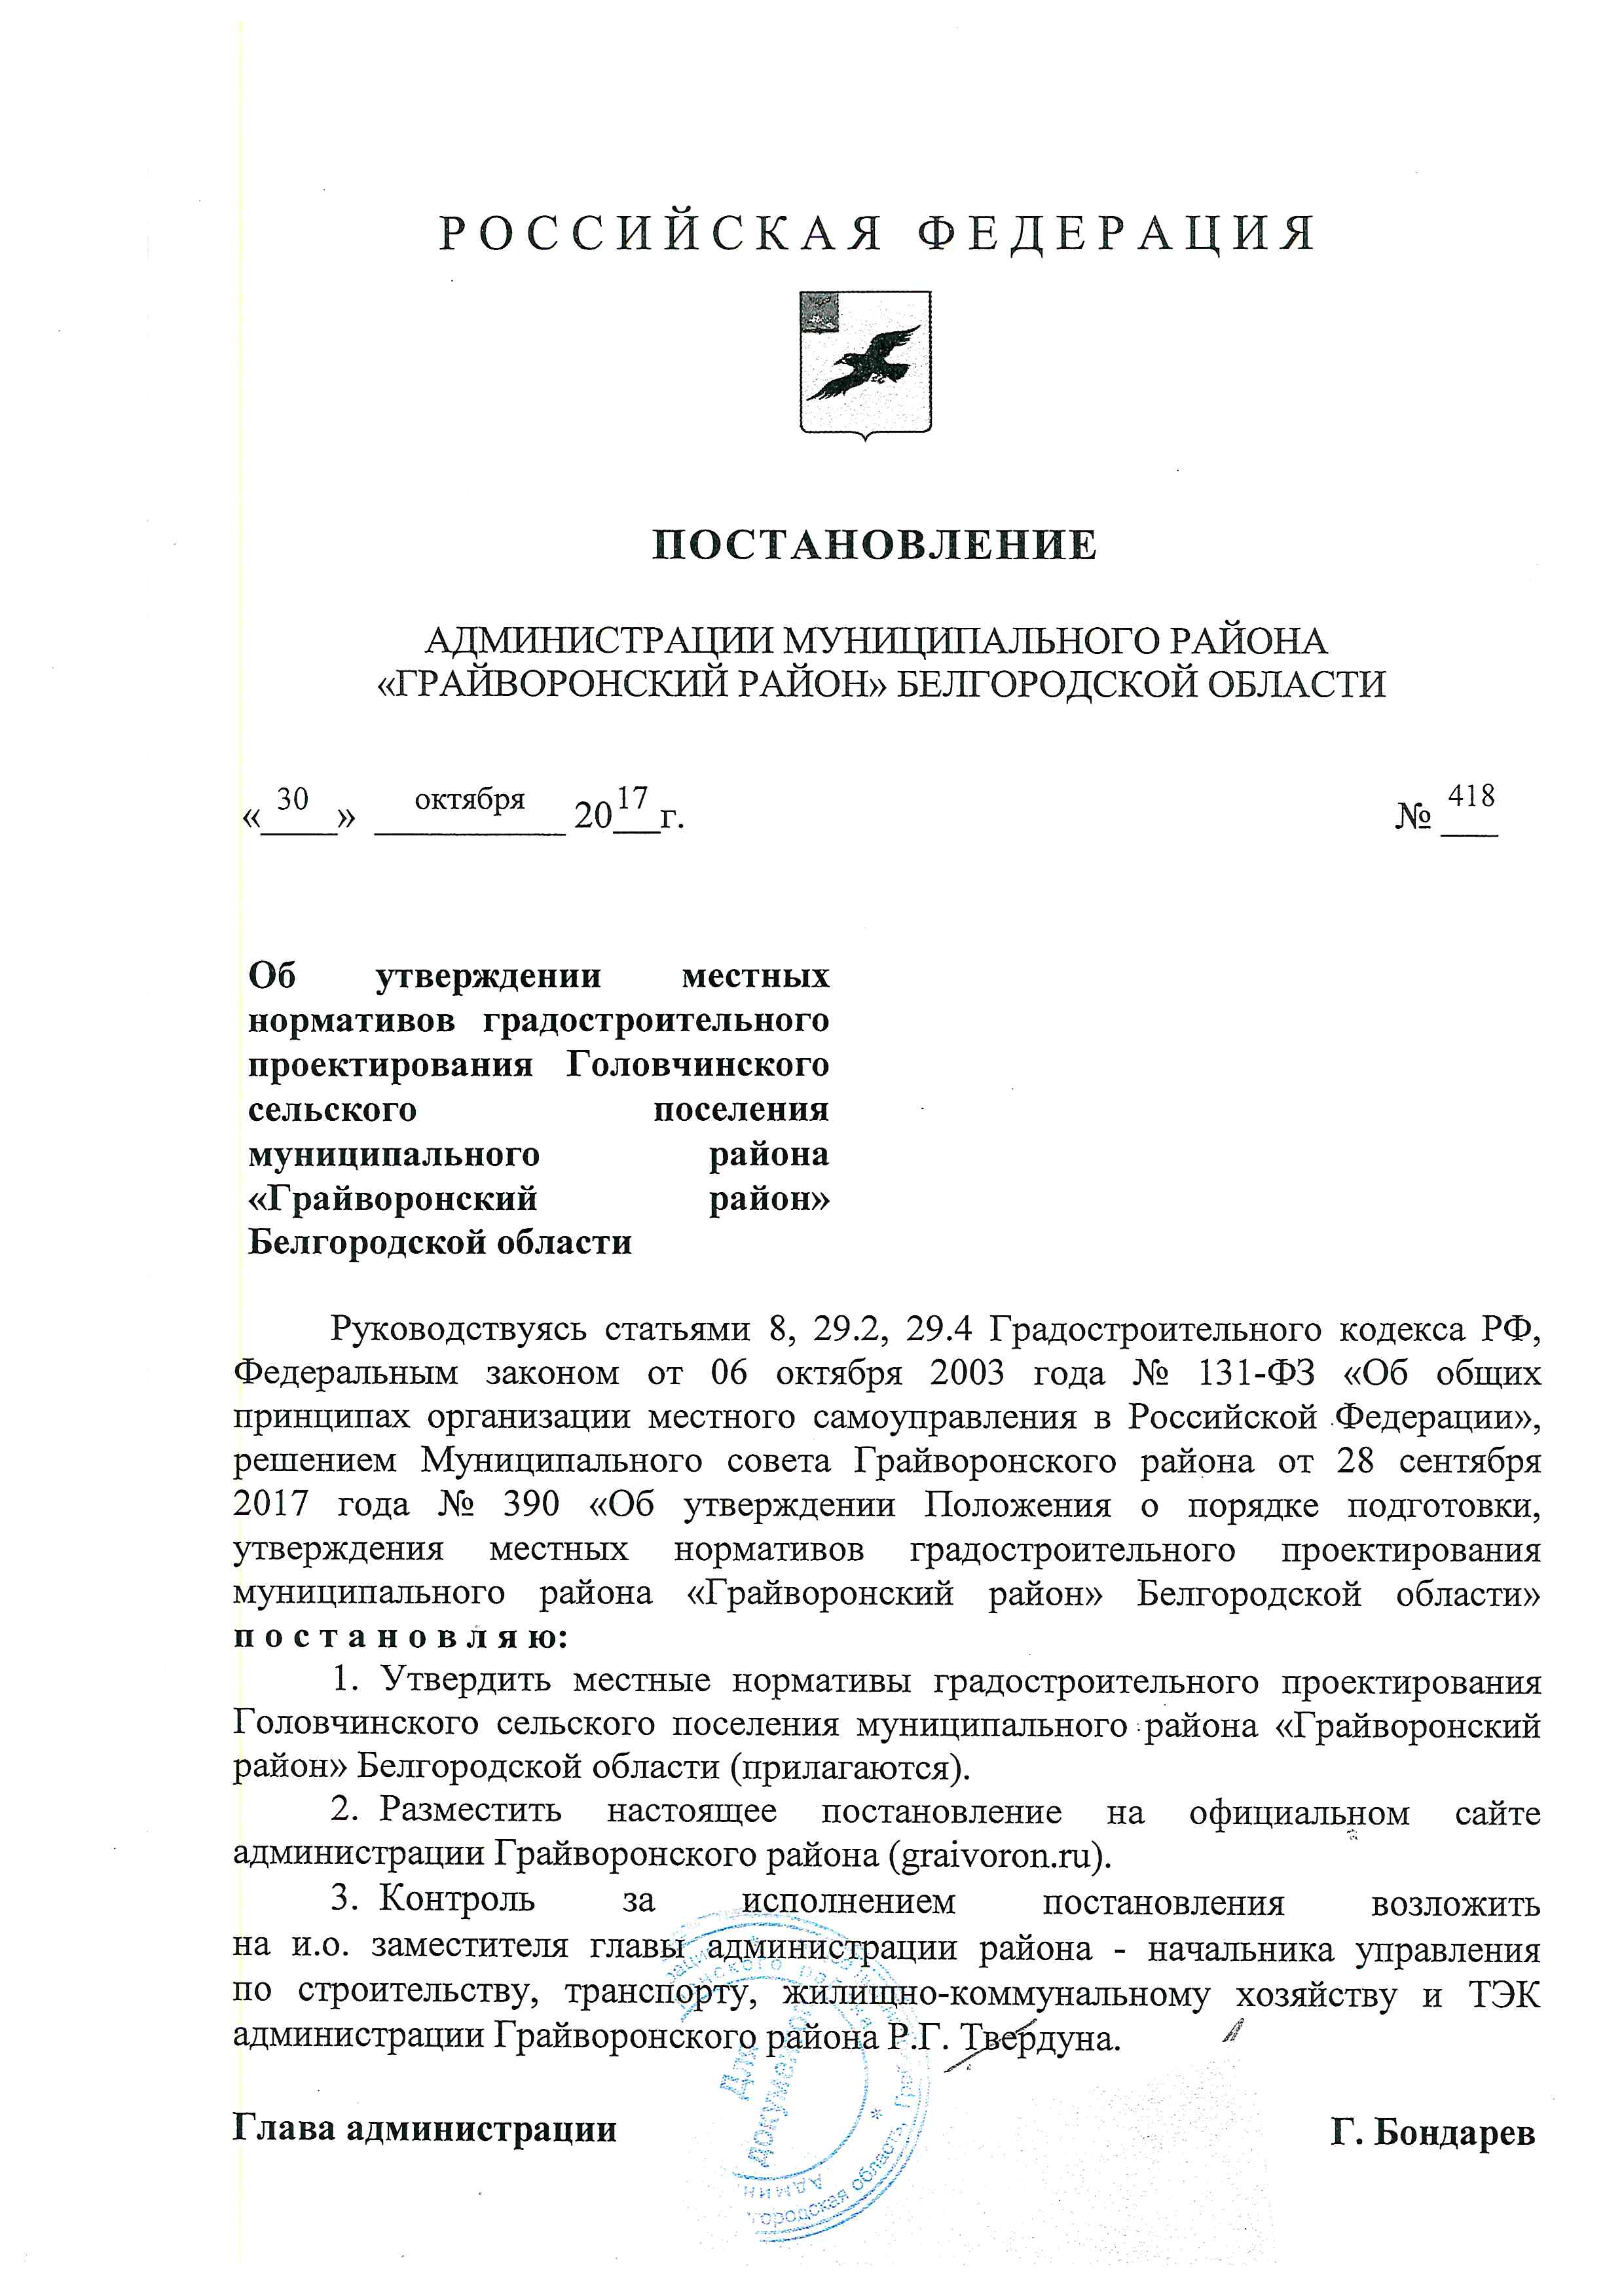 РОССИЙСКАЯ ФЕДЕРАЦИЯ
ПОСТАНОВЛЕНИЕ
АДМИНИСТРАЦИИ МУНИЦИПАЛЬНОГО РАЙОНА
«ГРАЙВОРОНСКИЙ РАЙОН» БЕЛГОРОДСКОЙ ОБЛАСТИ
«30» октября 2017г. № 418
Об утверждении местных
нормативов градостроительного
проектирования Головчинского
сельского поселения
муниципального района
«Грайворонский район»
Белгородской области
Руководствуясь статьями 8, 29.2, 29.4 Градостроительного кодекса РФ,
Федеральным законом от 06 октября 2003 года № 131-ФЗ «Об общих
принципах организации местного самоуправления в Российской Федерации»,
решением Муниципального совета Грайворонского района от 28 сентября
2017 года № 390 «Об утверждении Положения о порядке подготовки,
утверждения местных нормативов градостроительного проектирования
муниципального района «Грайворонский район» Белгородской области»
п о с т а н о в л я ю:
1. Утвердить местные нормативы градостроительного проектирования
Головчинского сельского поселения муниципального района «Грайворонский
район» Белгородской области (прилагаются).
2. Разместить настоящее постановление на официальном сайте
администрации Грайворонского района (graivoron.ru).
3. Контроль за исполнением постановления возложить
на и.о. заместителя главы администрации района - начальника управления
по строительству, транспорту, жилищно-коммунальному хозяйству и ТЭК
администрации Грайворонского района Р.Г. Твердуна.
Для
документов
Глава администрации Г. Бондарев